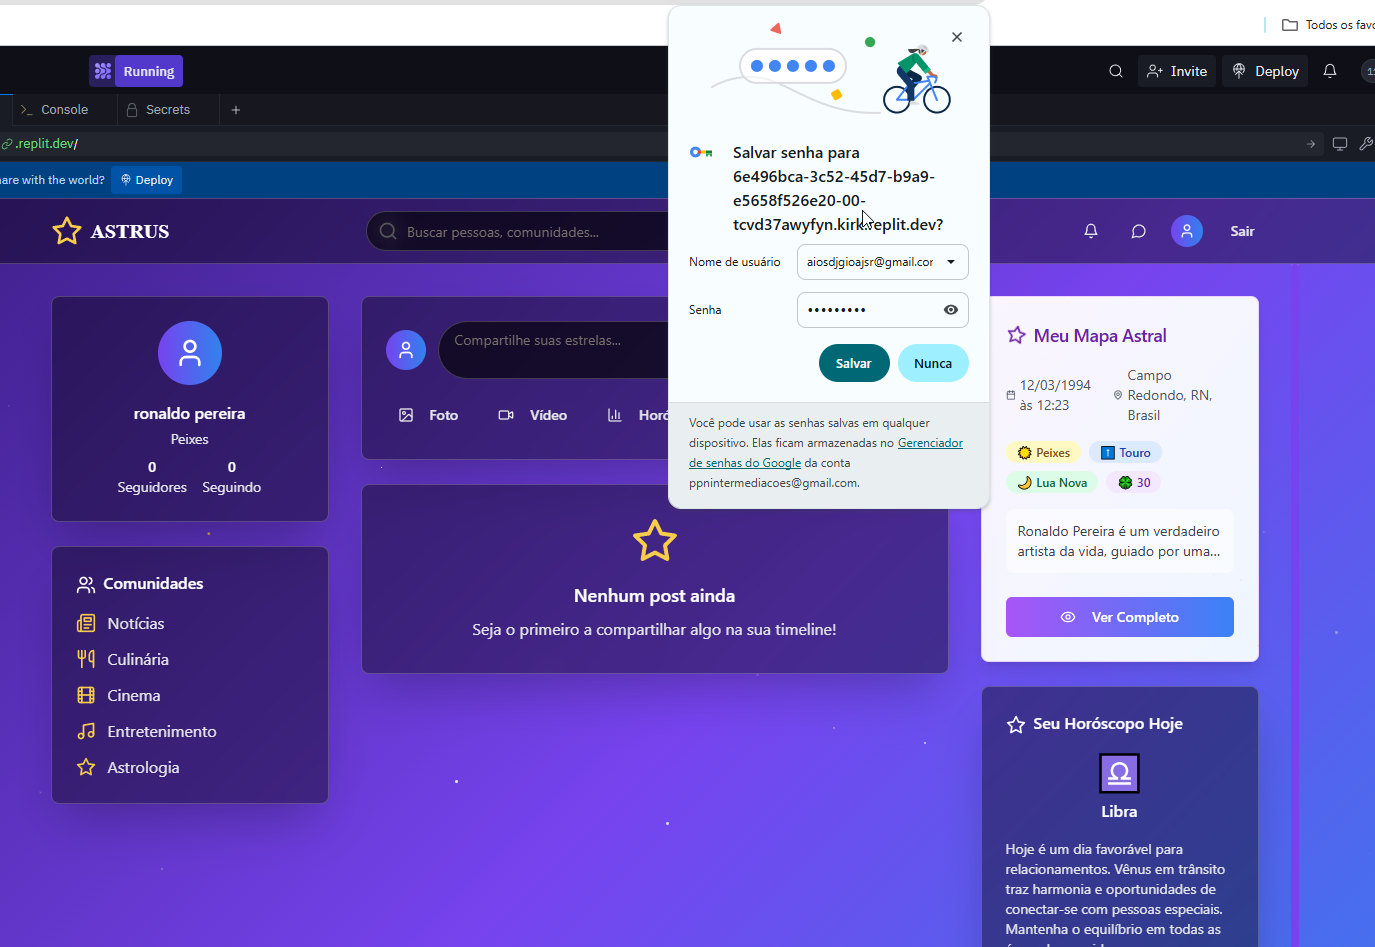 Todos os favo
Running
Invite
Deploy
Console
Secrets
.replit.dev/
are with the world?
Deploy
ASTRUS
Buscar pessoas, comunidades...
Sair
Salvar senha para
6e496bca-3c52-45d7-b9a9-
e5658f526e20-00-
tcvd37awyfyn.kirk.replit.dev?
Nome de usuário
aiosdjgioajsr@gmail.cor
Senha
•••••••••
Salvar
Nunca
Você pode usar as senhas salvas em qualquer
dispositivo. Elas ficam armazenadas no Gerenciador
de senhas do Google da conta
ppnintermediacoes@gmail.com.
ronaldo pereira
Peixes
0
0
Seguidores
Seguindo
Comunidades
Notícias
Culinária
Cinema
Entretenimento
Astrologia
Compartilhe suas estrelas...
Foto
Vídeo
Horó
Nenhum post ainda
Seja o primeiro a compartilhar algo na sua timeline!
Meu Mapa Astral
12/03/1994
às 12:23
Campo
Redondo, RN,
Brasil
Peixes
Touro
Lua Nova
30
Ronaldo Pereira é um verdadeiro
artista da vida, guiado por uma...
Ver Completo
Seu Horóscopo Hoje
Libra
Hoje é um dia favorável para
relacionamentos. Vênus em trânsito
traz harmonia e oportunidades de
conectar-se com pessoas especiais.
Mantenha o equilíbrio em todas as